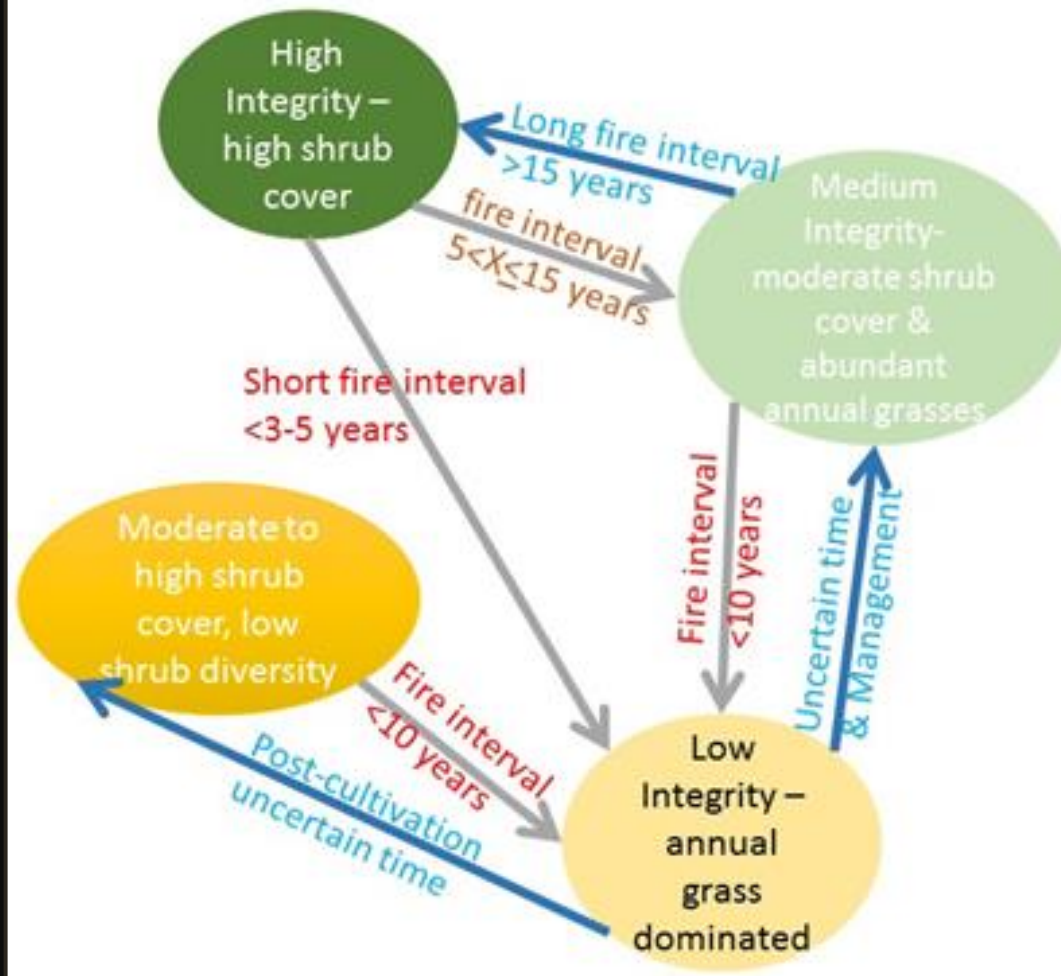 High
Integrity –
high shrub
cover
Long fire interval
>15 years
fire interval
5<X≤15 years
Medium
Integrity-
moderate shrub
cover &
abundant
annual grasses
Short fire interval
<3-5 years
Fire interval
<10 years
Uncertain time
& Management
Moderate to
high shrub
cover, low
shrub diversity
Fire interval
<10 years
Post-cultivation
uncertain time
Low
Integrity –
annual
grass
dominated